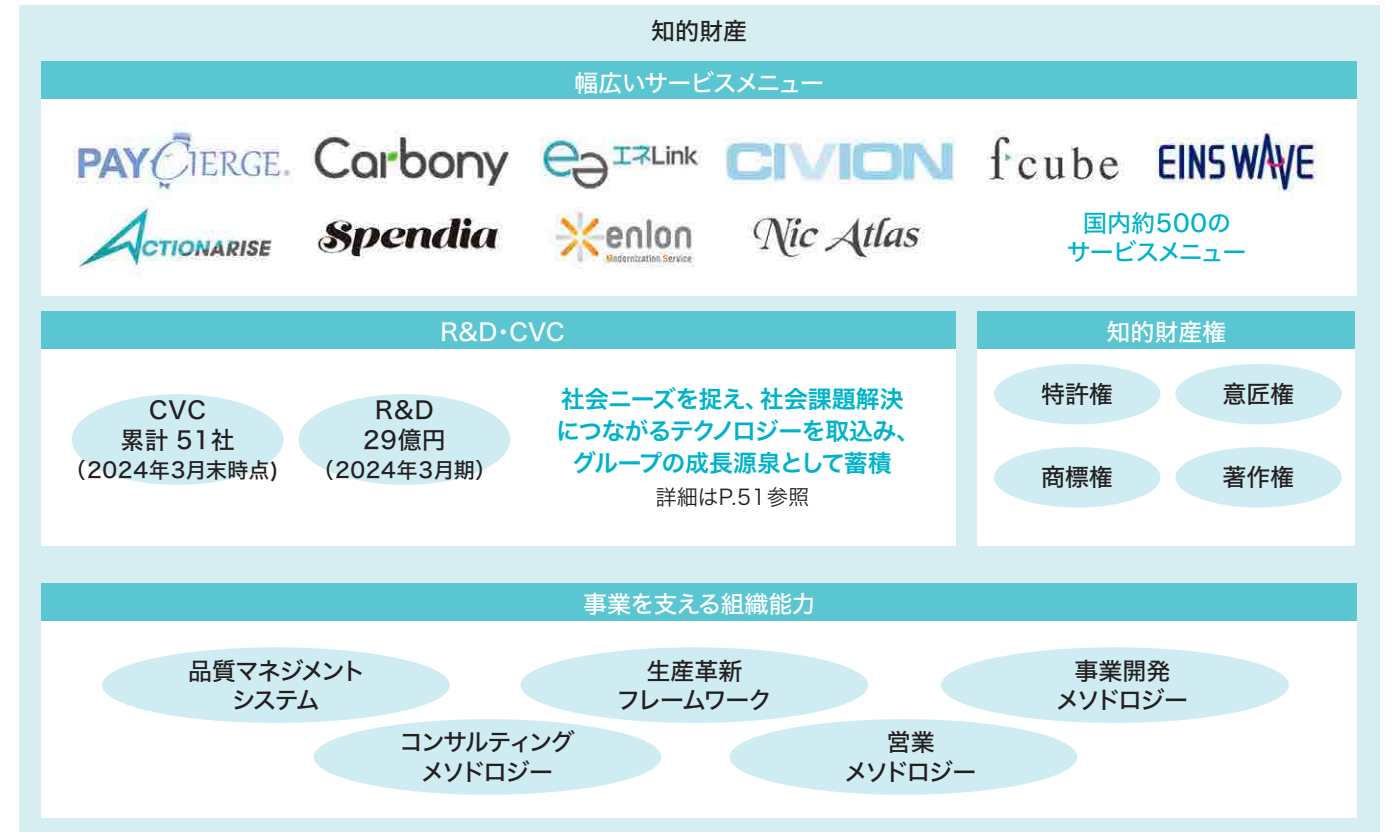 知的財産
幅広いサービスメニュー
PAYCIERGE.
Carbony
エネLink
CIVION
fcube
EINS WAVE
ACTIONARISE
Spendia
Xenlon
Modernization Service
Nic Atlas
国内約500の
サービスメニュー
R&D・CVC
CVC
累計 51社
（2024年3月末時点)
R&D
29億円
（2024年3月期）
社会ニーズを捉え、社会課題解決
につながるテクノロジーを取込み、
グループの成長源泉として蓄積
詳細はP.51参照
知的財産権
特許権
意匠権
商標権
著作権
事業を支える組織能力
品質マネジメント
システム
生産革新
フレームワーク
事業開発
メソドロジー
コンサルティング
メソドロジー
営業
メソドロジー